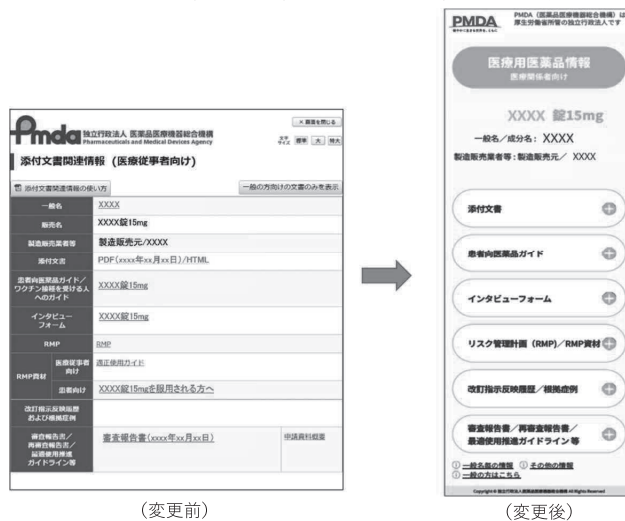 Pmda 独立行政法人 医薬品医療機器総合機構
Pharmaceuticals and Medical Devices Agency
× 画面を閉じる
文字サイズ 標準 大 特大
添付文書関連情報 (医療従事者向け)
添付文書関連情報の使い方
一般の方向けの文書のみを表示
一般名 XXXX
販売名 XXXX錠15mg
製造販売業者等 製造販売元/XXXX
添付文書 PDF(xxxx年xx月xx日)/HTML
患者向医薬品ガイド/
ワクチン接種を受ける人
へのガイド
XXXX錠15mg
インタビュー
フォーム
XXXX錠15mg
RMP RMP
RMP資材
医療従事者
向け
適正使用ガイド
患者向け XXXX錠15mgを服用される方へ
改訂指示反映履歴
および根拠症例
審査報告書/
再審査報告書/
最適使用推進
ガイドライン等
審査報告書(xxxx年xx月xx日)
申請資料概要
(変更前)
PMDA
PMDA (医薬品医療機器総合機構) は
厚生労働省所管の独立行政法人です
医療用医薬品情報
医療関係者向け
XXXX 錠15mg
一般名/成分名: XXXX
製造販売業者等:製造販売元/ XXXX
添付文書
患者向医薬品ガイド
インタビューフォーム
リスク管理計画 (RMP)/RMP資材
改訂指示反映履歴/根拠症例
審査報告書/再審査報告書/
最適使用推進ガイドライン 等
一般名毎の情報 その他の情報
一般の方はこちら
Copyright © 独立行政法人医薬品医療機器総合機構 All Rights Reserved
(変更後)